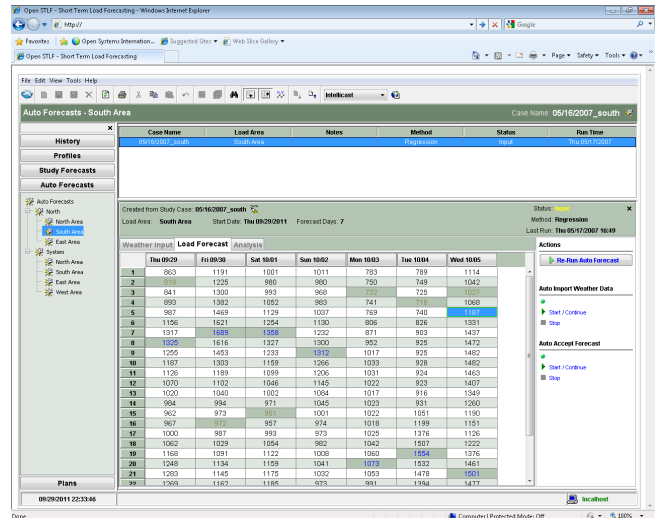 Open STLF - Short Term Load Forecasting - Windows Internet Explorer
http://
Google
Favorites Open Systems Internation... Suggested Sites Web Slice Gallery
Open STLF - Short Term Load Forecasting
Page Safety Tools
File Edit View Tools Help
Intellicast
Auto Forecasts - South Area Case Name 05/16/2007_south
History
Profiles
Study Forecasts
Auto Forecasts
Auto Forecasts
North
North Area
South Area
East Area
System
North Area
South Area
East Area
West Area
Plans
Case Name Load Area Notes Method Status Run Time
05/16/2007_south South Area Regression Input Thu 05/17/2007
Created from Study Case: 05/16/2007_south Status: Input
Load Area: South Area Start Date: Thu 09/29/2011 Forecast Days: 7 Method: Regression
Last Run: Thu 05/17/2007 16:49
Weather Input Load Forecast Analysis
Thu 09/29 Fri 09/30 Sat 10/01 Sun 10/02 Mon 10/03 Tue 10/04 Wed 10/05
1 863 1191 1001 1011 783 789 1114
2 819 1225 980 980 750 749 1042
3 841 1300 993 968 732 725 1027
4 893 1382 1052 983 741 718 1068
5 987 1469 1129 1037 769 740 1187
6 1156 1621 1254 1130 806 826 1331
7 1317 1689 1358 1232 871 903 1437
8 1325 1616 1327 1300 952 925 1472
9 1255 1453 1233 1312 1017 925 1482
10 1187 1303 1159 1266 1033 928 1482
11 1126 1189 1099 1206 1031 924 1463
12 1070 1102 1046 1145 1022 923 1407
13 1020 1040 1002 1084 1017 916 1349
14 984 994 971 1045 1023 931 1260
15 962 973 951 1001 1022 1051 1190
16 967 972 957 974 1018 1199 1151
17 1000 987 993 973 1025 1376 1126
18 1062 1029 1054 982 1042 1507 1222
19 1168 1091 1122 1008 1060 1554 1376
20 1248 1134 1159 1041 1073 1532 1461
21 1283 1145 1175 1032 1053 1478 1501
22 1269 1162 1185 973 991 1394 1477
Actions
Re-Run Auto Forecast
Auto Import Weather Data
Start / Continue
Stop
Auto Accept Forecast
Start / Continue
Stop
09/29/2011 22:33:46 localhost
Done Computer | Protected Mode: Off 100%